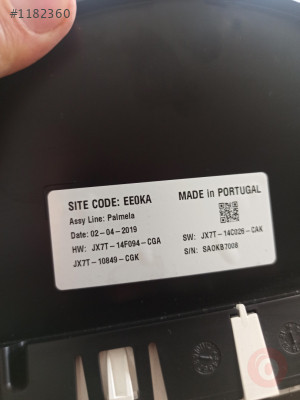 #1182360
SITE CODE: EE0KA
MADE in PORTUGAL
Assy Line: Palmela
Date: 02-04-2019
HW: JX7T-14F094-CGA
SW: JX7T-14C026-CAK
JX7T-10849-CGK
S/N: SA0KB7008